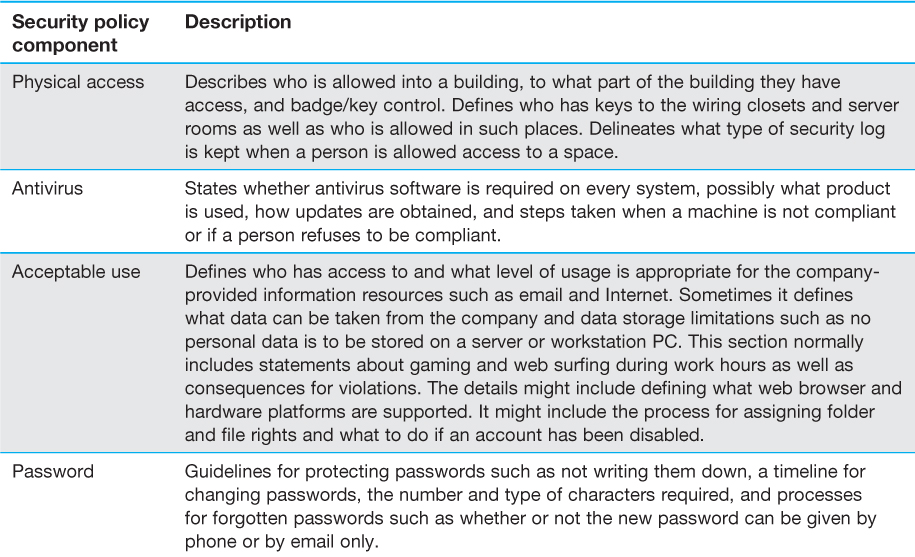 Security policy component Description
Physical access Describes who is allowed into a building, to what part of the building they have
access, and badge/key control. Defines who has keys to the wiring closets and server
rooms as well as who is allowed in such places. Delineates what type of security log
is kept when a person is allowed access to a space.
Antivirus States whether antivirus software is required on every system, possibly what product
is used, how updates are obtained, and steps taken when a machine is not compliant
or if a person refuses to be compliant.
Acceptable use Defines who has access to and what level of usage is appropriate for the company-
provided information resources such as email and Internet. Sometimes it defines
what data can be taken from the company and data storage limitations such as no
personal data is to be stored on a server or workstation PC. This section normally
includes statements about gaming and web surfing during work hours as well as
consequences for violations. The details might include defining what web browser and
hardware platforms are supported. It might include the process for assigning folder
and file rights and what to do if an account has been disabled.
Password Guidelines for protecting passwords such as not writing them down, a timeline for
changing passwords, the number and type of characters required, and processes
for forgotten passwords such as whether or not the new password can be given by
phone or by email only.